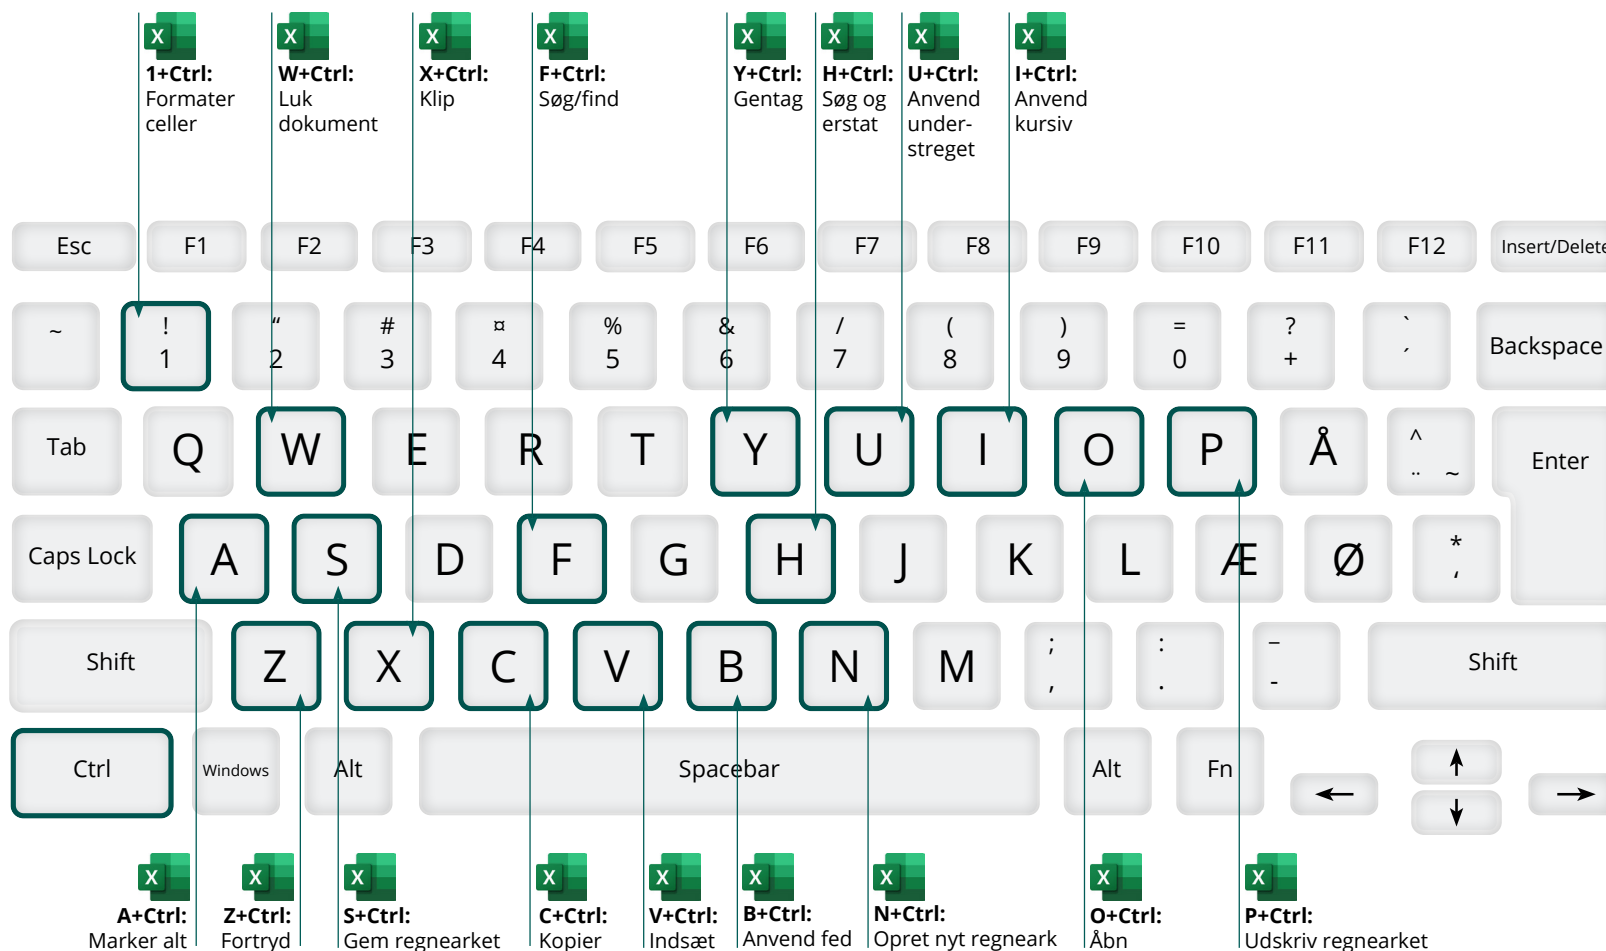 X X X X X X X X
1+Ctrl: W+Ctrl: X+Ctrl: F+Ctrl: Y+Ctrl: H+Ctrl: U+Ctrl: I+Ctrl:
Formater Luk Klip Søg/find Gentag Søg og Anvend Anvend
celler dokument erstat under- kursiv
streget
Esc F1 F2 F3 F4 F5 F6 F7 F8 F9 F10 F11 F12 Insert/Delete
~ ! “ # ¤ % & / ( ) = ? `
1 2 3 4 5 6 7 8 9 0 + ´ Backspace
Tab Q W E R T Y U I O P Å ^ Enter
¨ ~
Caps Lock A S D F G H J K L Æ Ø *
‘
Shift Z X C V B N M ; : – Shift
, . -
Ctrl Windows Alt Spacebar Alt Fn ← ↑ ↓ →
X X X X X X X X X
A+Ctrl: Z+Ctrl: S+Ctrl: C+Ctrl: V+Ctrl: B+Ctrl: N+Ctrl: O+Ctrl: P+Ctrl:
Marker alt Fortryd Gem regnearket Kopier Indsæt Anvend fed Opret nyt regneark Åbn Udskriv regnearket